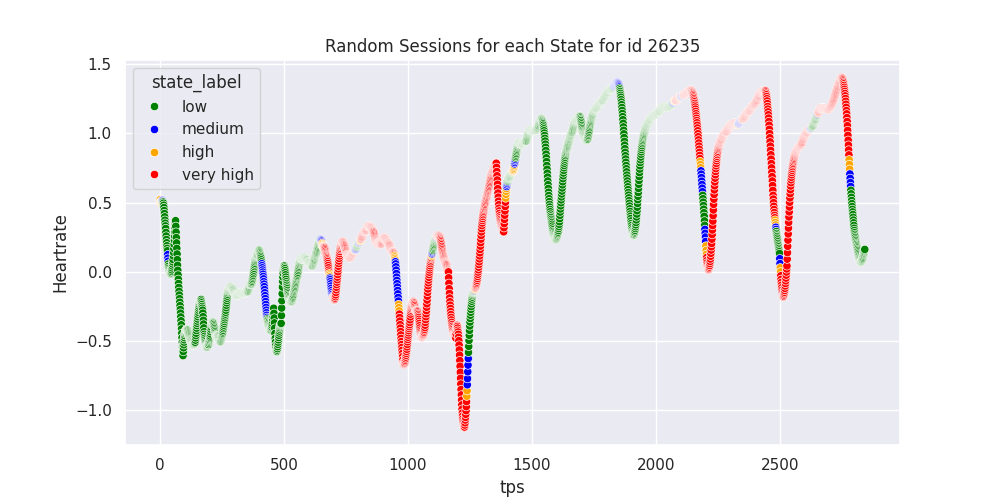 Random Sessions for each State for id 26235
state_label
low
medium
high
very high
Heartrate
1.5
1.0
0.5
0.0
−0.5
−1.0
0
500
1000
1500
2000
2500
tps